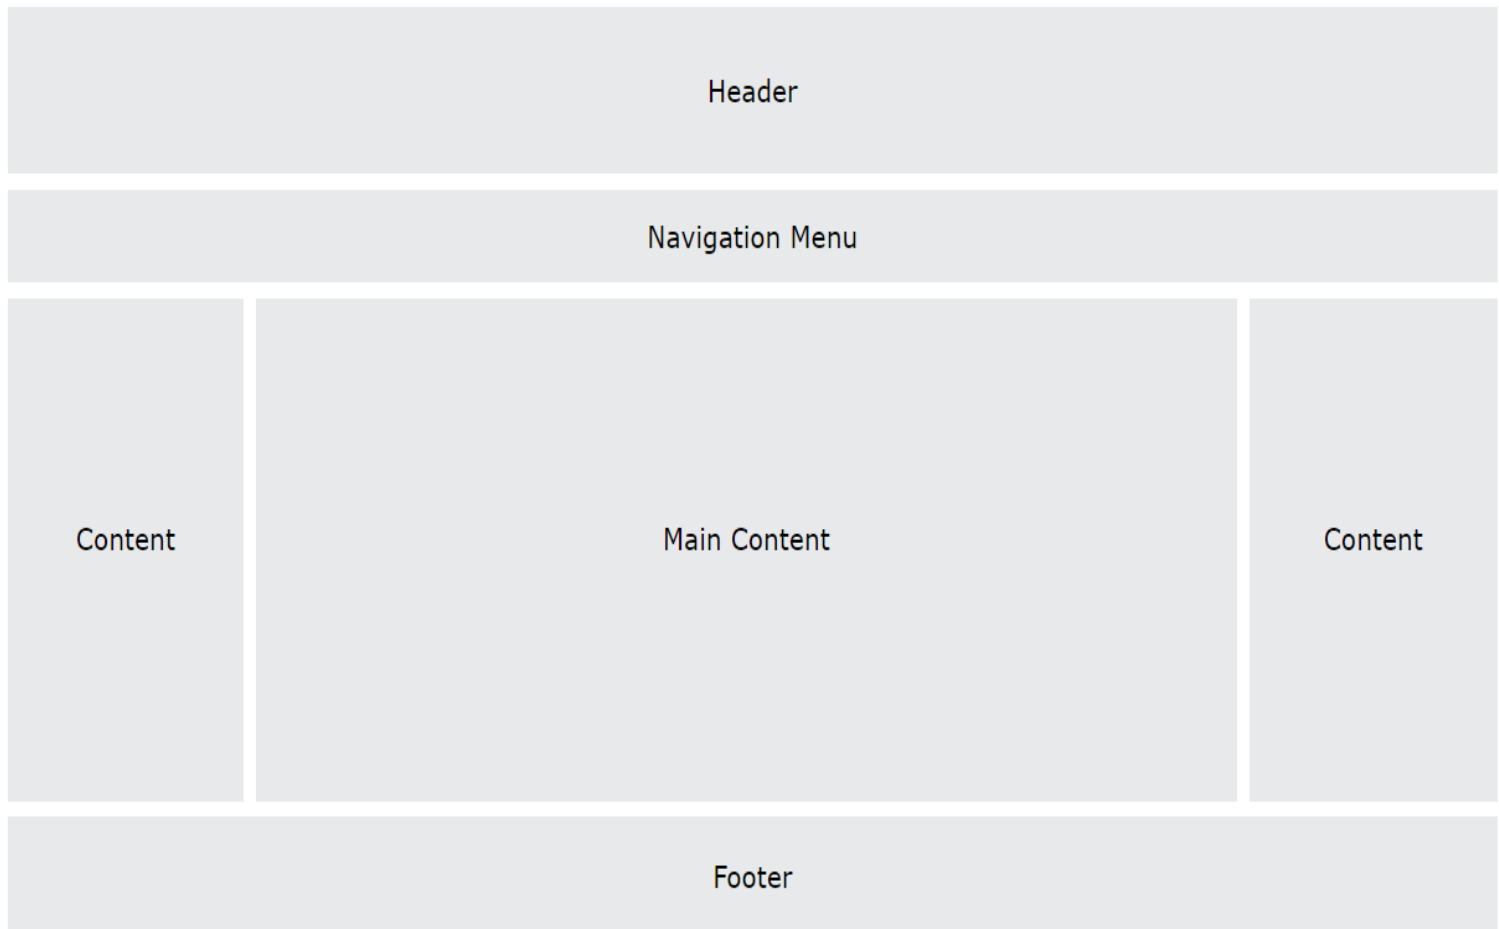 Header
Navigation Menu
Content
Main Content
Content
Footer